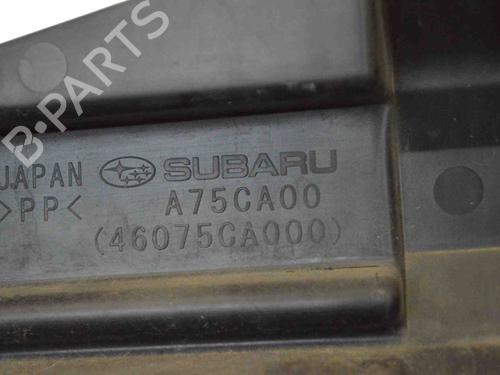 B-PARTS
JAPAN SUBARU
>PP< A75CA00
(46075CA000)